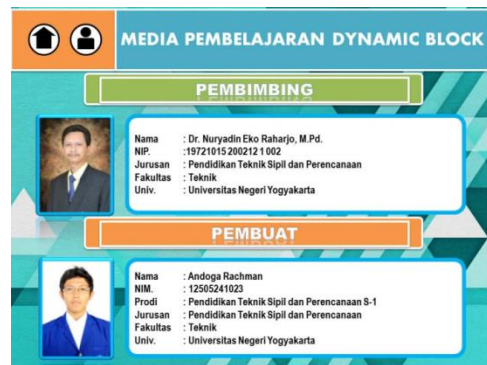 MEDIA PEMBELAJARAN DYNAMIC BLOCK
PEMBIMBING
Nama : Dr. Nuryadin Eko Raharjo, M.Pd.
NIP. :19721015 200212 1 002
Jurusan : Pendidikan Teknik Sipil dan Perencanaan
Fakultas : Teknik
Univ. : Universitas Negeri Yogyakarta
PEMBUAT
Nama : Andoga Rachman
NIM. : 12505241023
Prodi : Pendidikan Teknik Sipil dan Perencanaan S-1
Jurusan : Pendidikan Teknik Sipil dan Perencanaan
Fakultas : Teknik
Univ. : Universitas Negeri Yogyakarta